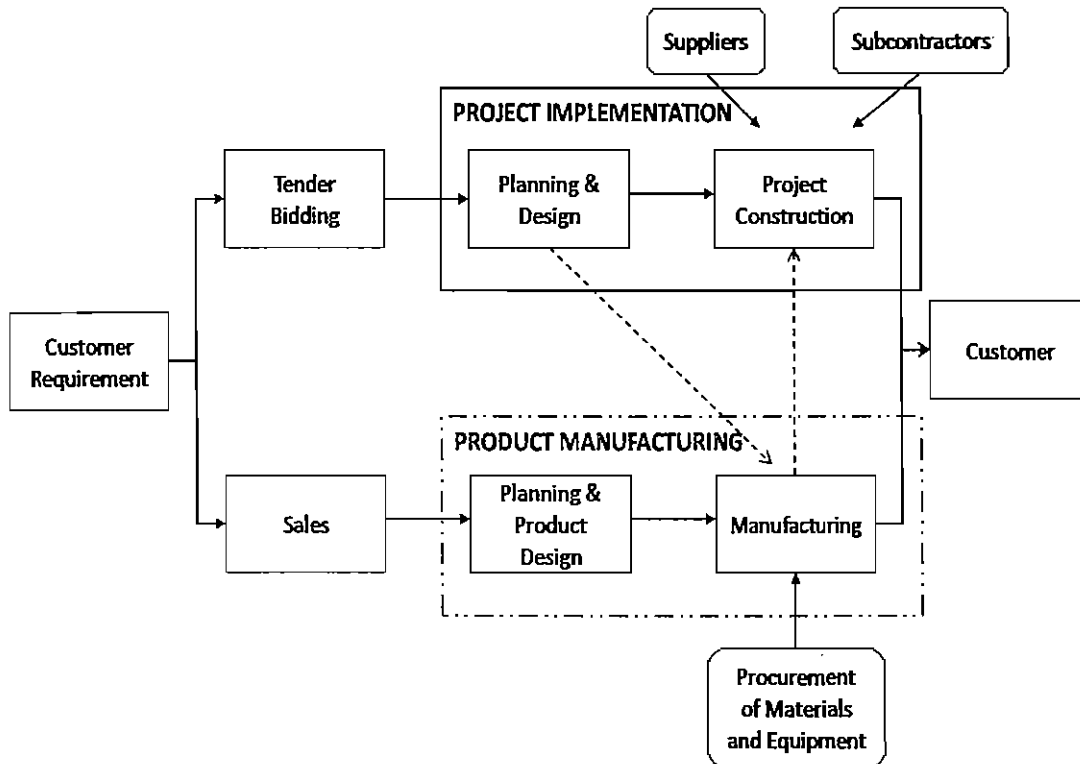 Suppliers
Subcontractors
PROJECT IMPLEMENTATION
Tender
Bidding
Planning &
Design
Project
Construction
Customer
Requirement
Customer
PRODUCT MANUFACTURING
Sales
Planning &
Product
Design
Manufacturing
Procurement
of Materials
and Equipment